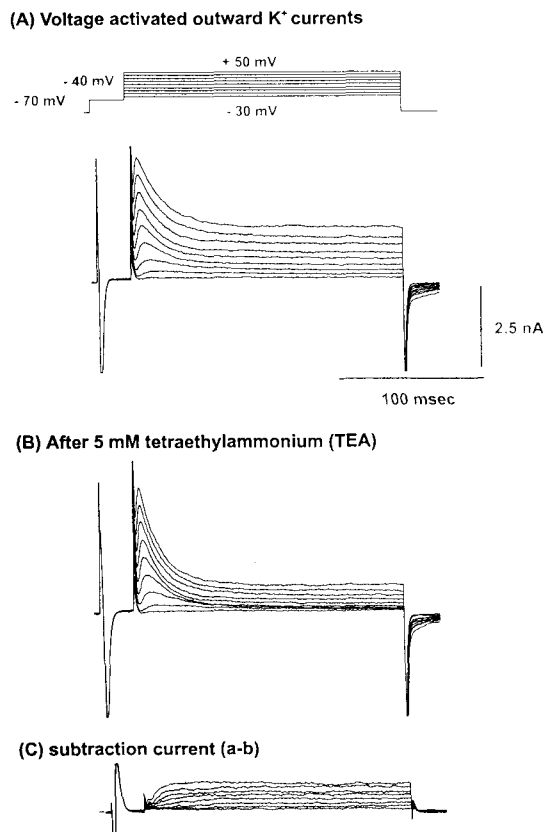 (A) Voltage activated outward K+ currents
+ 50 mV
- 40 mV
- 70 mV
- 30 mV
2.5 nA
100 msec
(B) After 5 mM tetraethylammonium (TEA)
(C) subtraction current (a-b)